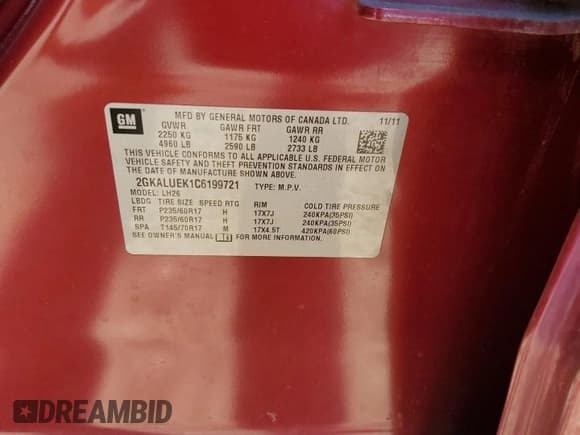 GM
MFD BY GENERAL MOTORS OF CANADA LTD. 11/11
GVWR GAWR FRT GAWR RR
2250 KG 1175 KG 1240 KG
4960 LB 2590 LB 2733 LB
THIS VEHICLE CONFORMS TO ALL APPLICABLE U.S. FEDERAL MOTOR
VEHICLE SAFETY AND THEFT PREVENTION STANDARDS IN EFFECT ON
THE DATE OF MANUFACTURE SHOWN ABOVE.
2GKALUEK1C6199721 TYPE: M.P.V.
MODEL: LH26
LBDG TIRE SIZE SPEED RTG RIM COLD TIRE PRESSURE
FRT P235/60R17 H 17X7J 240KPA(35PSI)
RR P235/60R17 H 17X7J 240KPA(35PSI)
SPA T145/70R17 M 17X4.5T 420KPA(60PSI)
SEE OWNER'S MANUAL FOR MORE INFORMATION.
DREAMBID